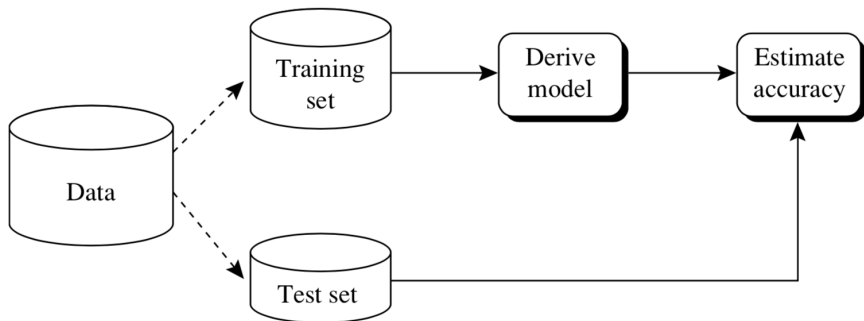 Training
set
Derive
model
Estimate
accuracy
Data
Test set